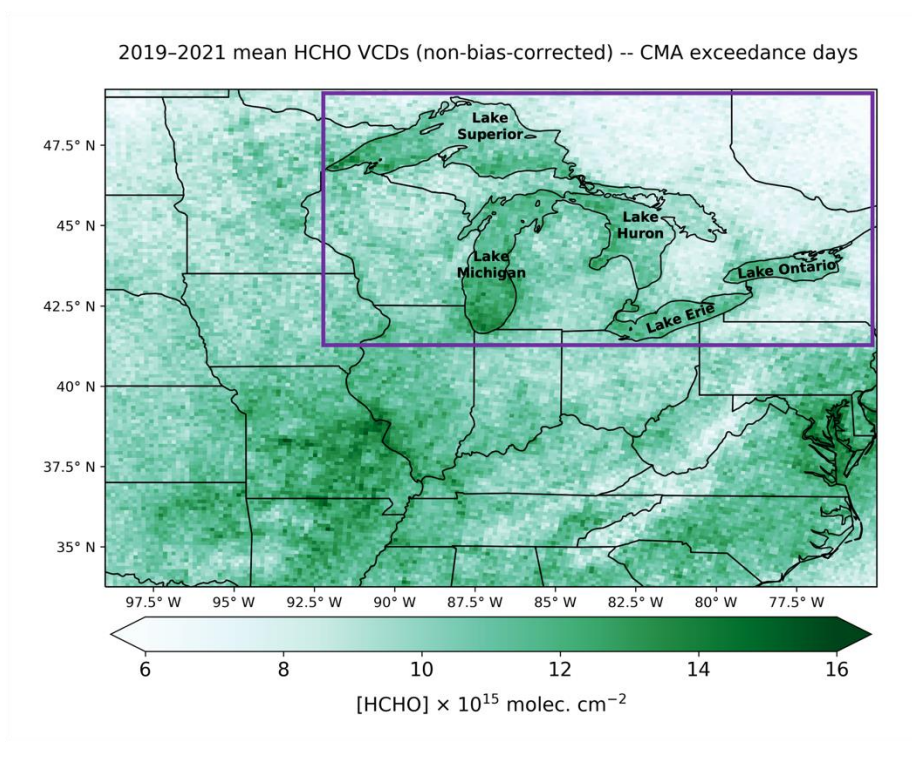 2019–2021 mean HCHO VCDs (non-bias-corrected) -- CMA exceedance days
47.5° N
45° N
42.5° N
40° N
37.5° N
35° N
Lake
Superior
Lake
Huron
Lake
Michigan
Lake Ontario
Lake Erie
97.5° W 95° W 92.5° W 90° W 87.5° W 85° W 82.5° W 80° W 77.5° W
6 8 10 12 14 16
[HCHO] × 10¹⁵ molec. cm⁻²